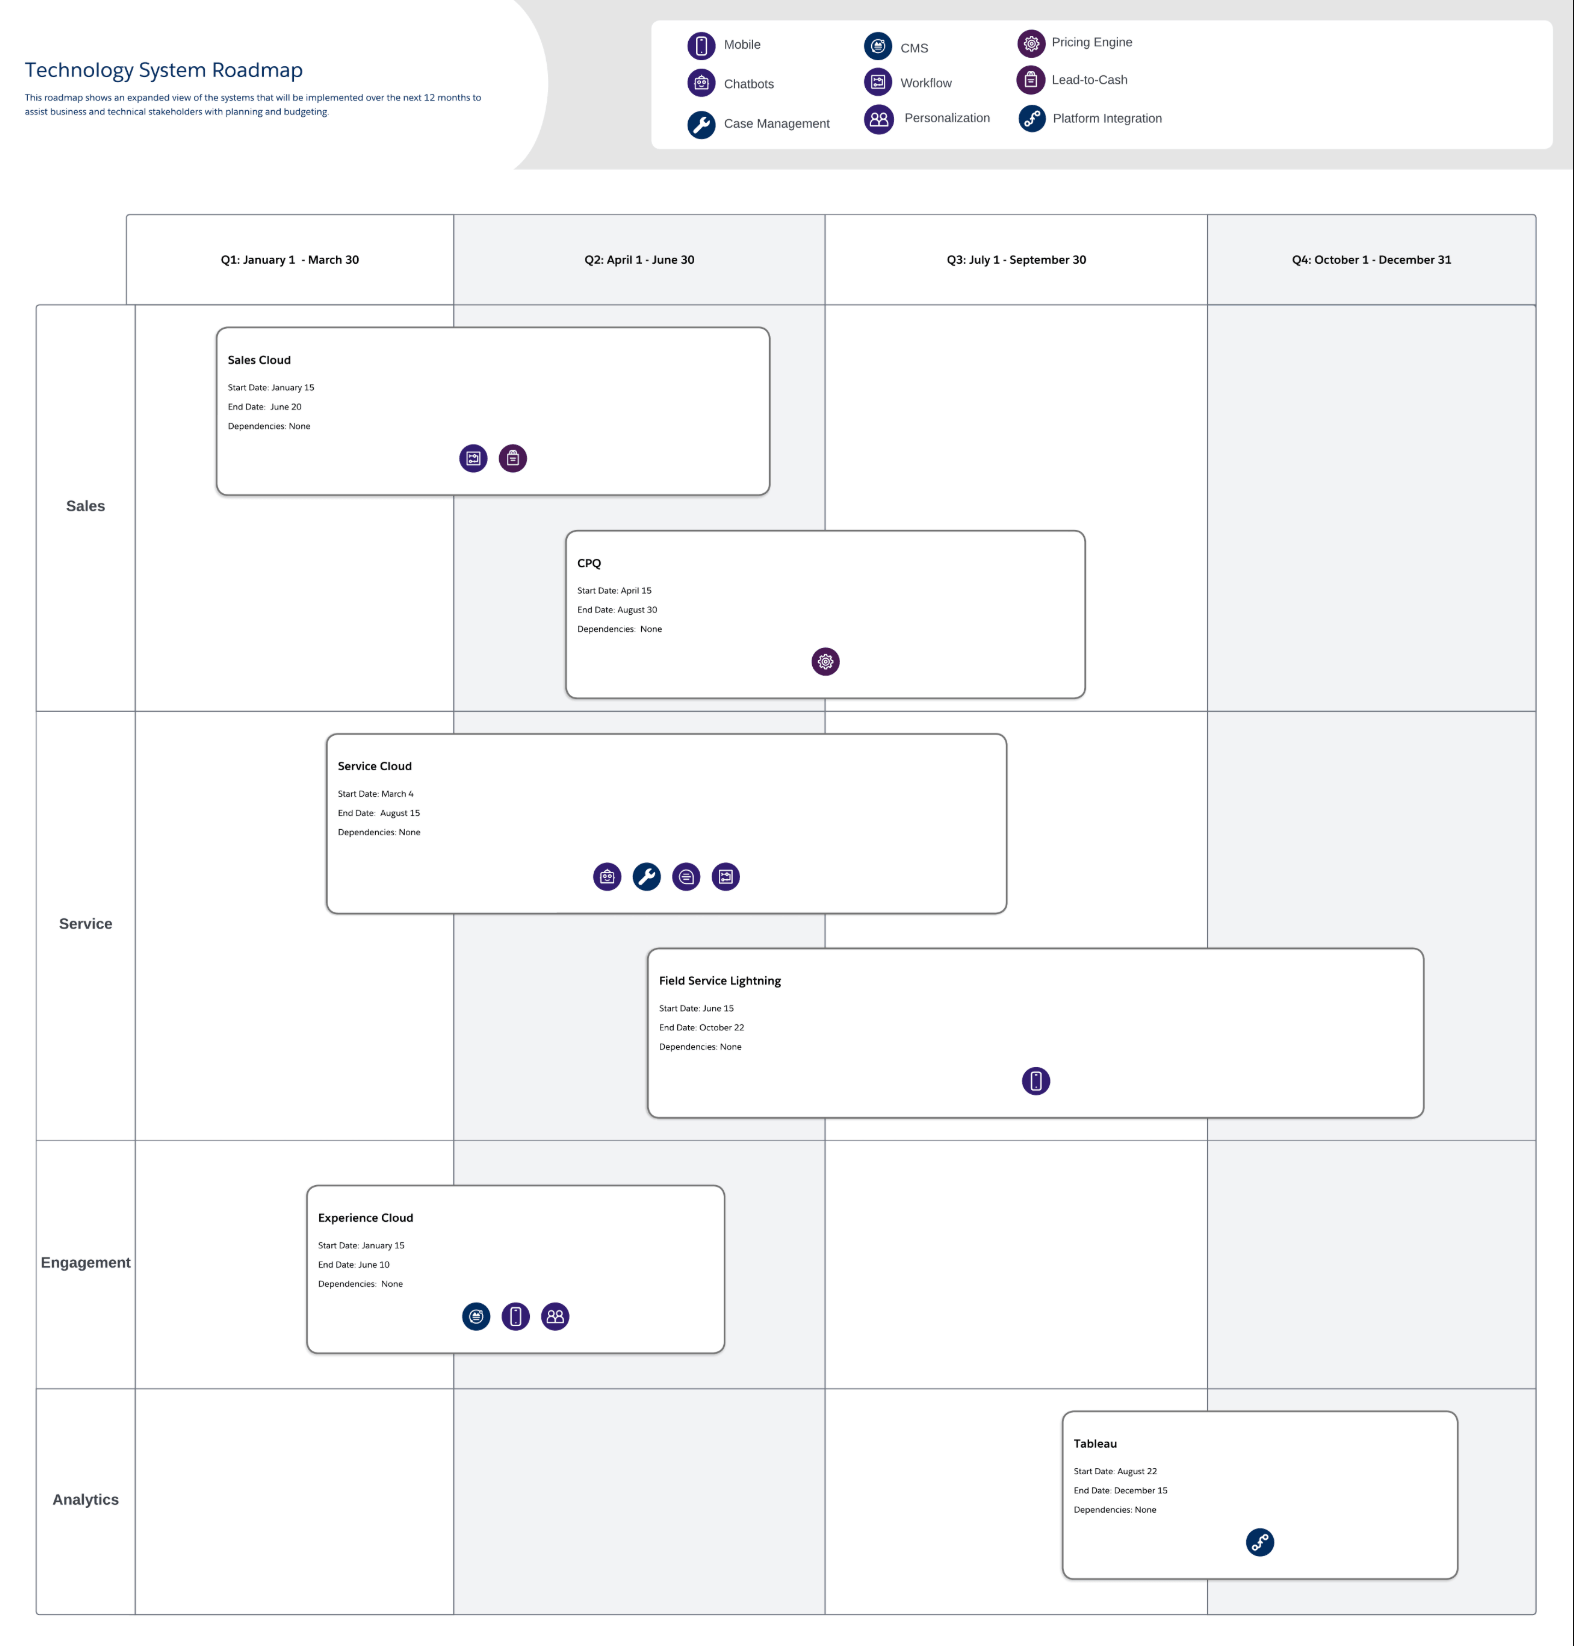 Technology System Roadmap
This roadmap shows an expanded view of the systems that will be implemented over the next 12 months to
assist business and technical stakeholders with planning and budgeting.
Mobile
Chatbots
Case Management
CMS
Workflow
Personalization
Pricing Engine
Lead-to-Cash
Platform Integration
Q1: January 1  - March 30
Q2: April 1 - June 30
Q3: July 1 - September 30
Q4: October 1 - December 31
Sales
Sales Cloud
Start Date: January 15
End Date:  June 20
Dependencies: None
CPQ
Start Date: April 15
End Date: August 30
Dependencies:  None
Service
Service Cloud
Start Date: March 4
End Date:  August 15
Dependencies: None
Field Service Lightning
Start Date: June 15
End Date: October 22
Dependencies: None
Engagement
Experience Cloud
Start Date: January 15
End Date: June 10
Dependencies:  None
Analytics
Tableau
Start Date: August 22
End Date: December 15
Dependencies: None